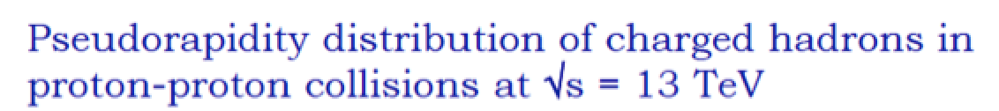 Pseudorapidity distribution of charged hadrons in
proton-proton collisions at √s = 13 TeV